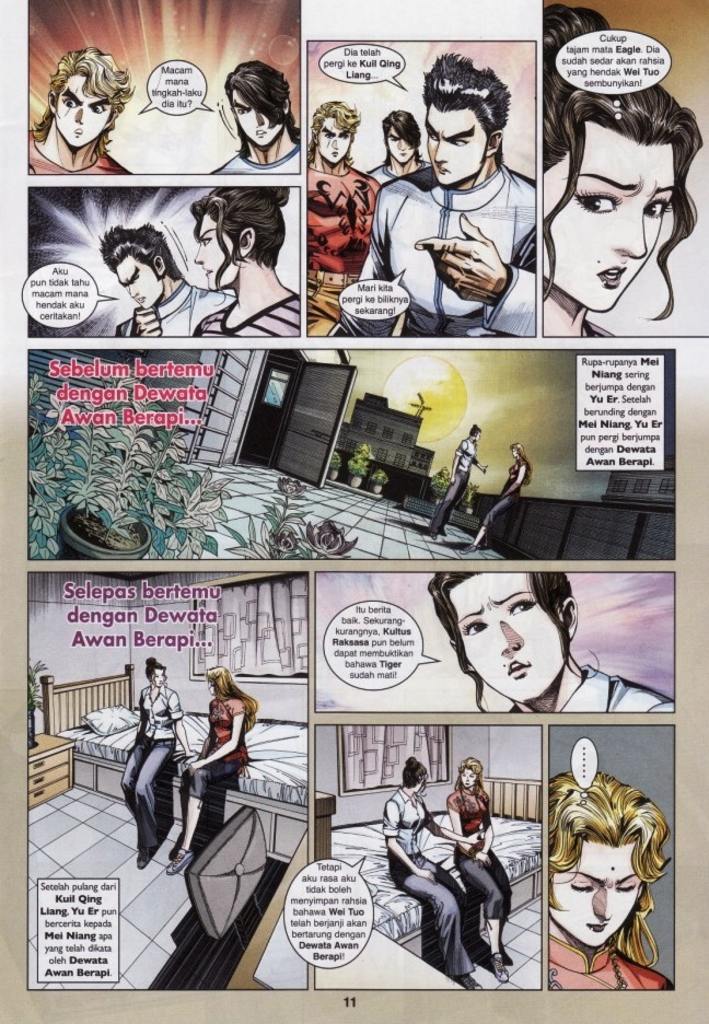 Macam
mana
tingkah-laku
dia itu?
Dia telah
pergi ke Kuil Qing
Liang...
Mari kita
pergi ke biliknya
sekarang!
Cukup
tajam mata Eagle. Dia
sudah sedar akan rahsia
yang hendak Wei Tuo
sembunyikan!
Aku
pun tidak tahu
macam mana
hendak aku
ceritakan!
Sebelum bertemu
dengan Dewata
Awan Berapi...
Rupa-rupanya Mei
Niang sering
berjumpa dengan
Yu Er. Setelah
berunding dengan
Mei Niang, Yu Er
pun pergi berjumpa
dengan Dewata
Awan Berapi.
Selepas bertemu
dengan Dewata
Awan Berapi...
Setelah pulang dari
Kuil Qing
Liang, Yu Er pun
bercerita kepada
Mei Niang apa
yang telah dikata
oleh Dewata
Awan Berapi.
Itu berita
baik. Sekurang-
kurangnya, Kultus
Raksasa pun belum
dapat membuktikan
bahawa Tiger
sudah mati!
Tetapi
aku rasa aku
tidak boleh
menyimpan rahsia
bahawa Wei Tuo
telah berjanji akan
bertarung dengan
Dewata Awan
Berapi!
......
11